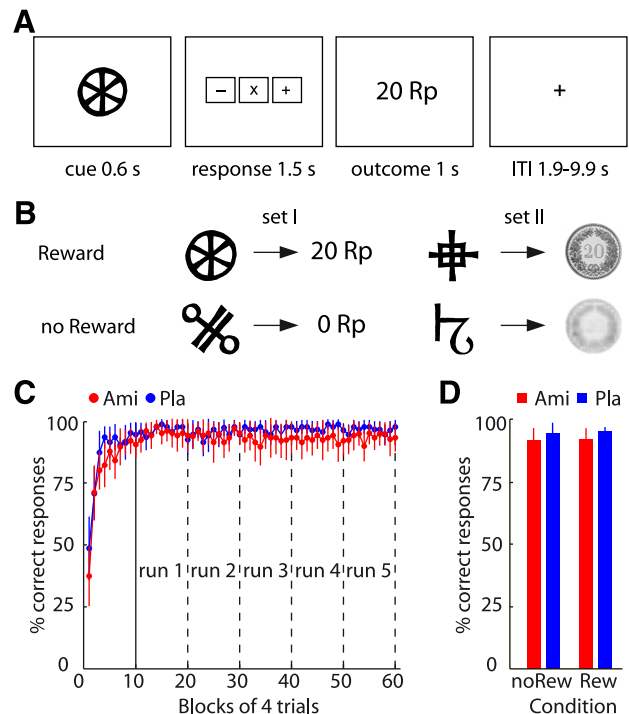 A
– x +
20 Rp
+
cue 0.6 s
response 1.5 s
outcome 1 s
ITI 1.9-9.9 s
B
set I
set II
Reward
20 Rp
20
no Reward
0 Rp
C
Ami Pla
% correct responses
100
75
50
25
0
run 1 run 2 run 3 run 4 run 5
0 10 20 30 40 50 60
Blocks of 4 trials
D
Ami Pla
% correct responses
100
75
50
25
0
noRew Rew
Condition